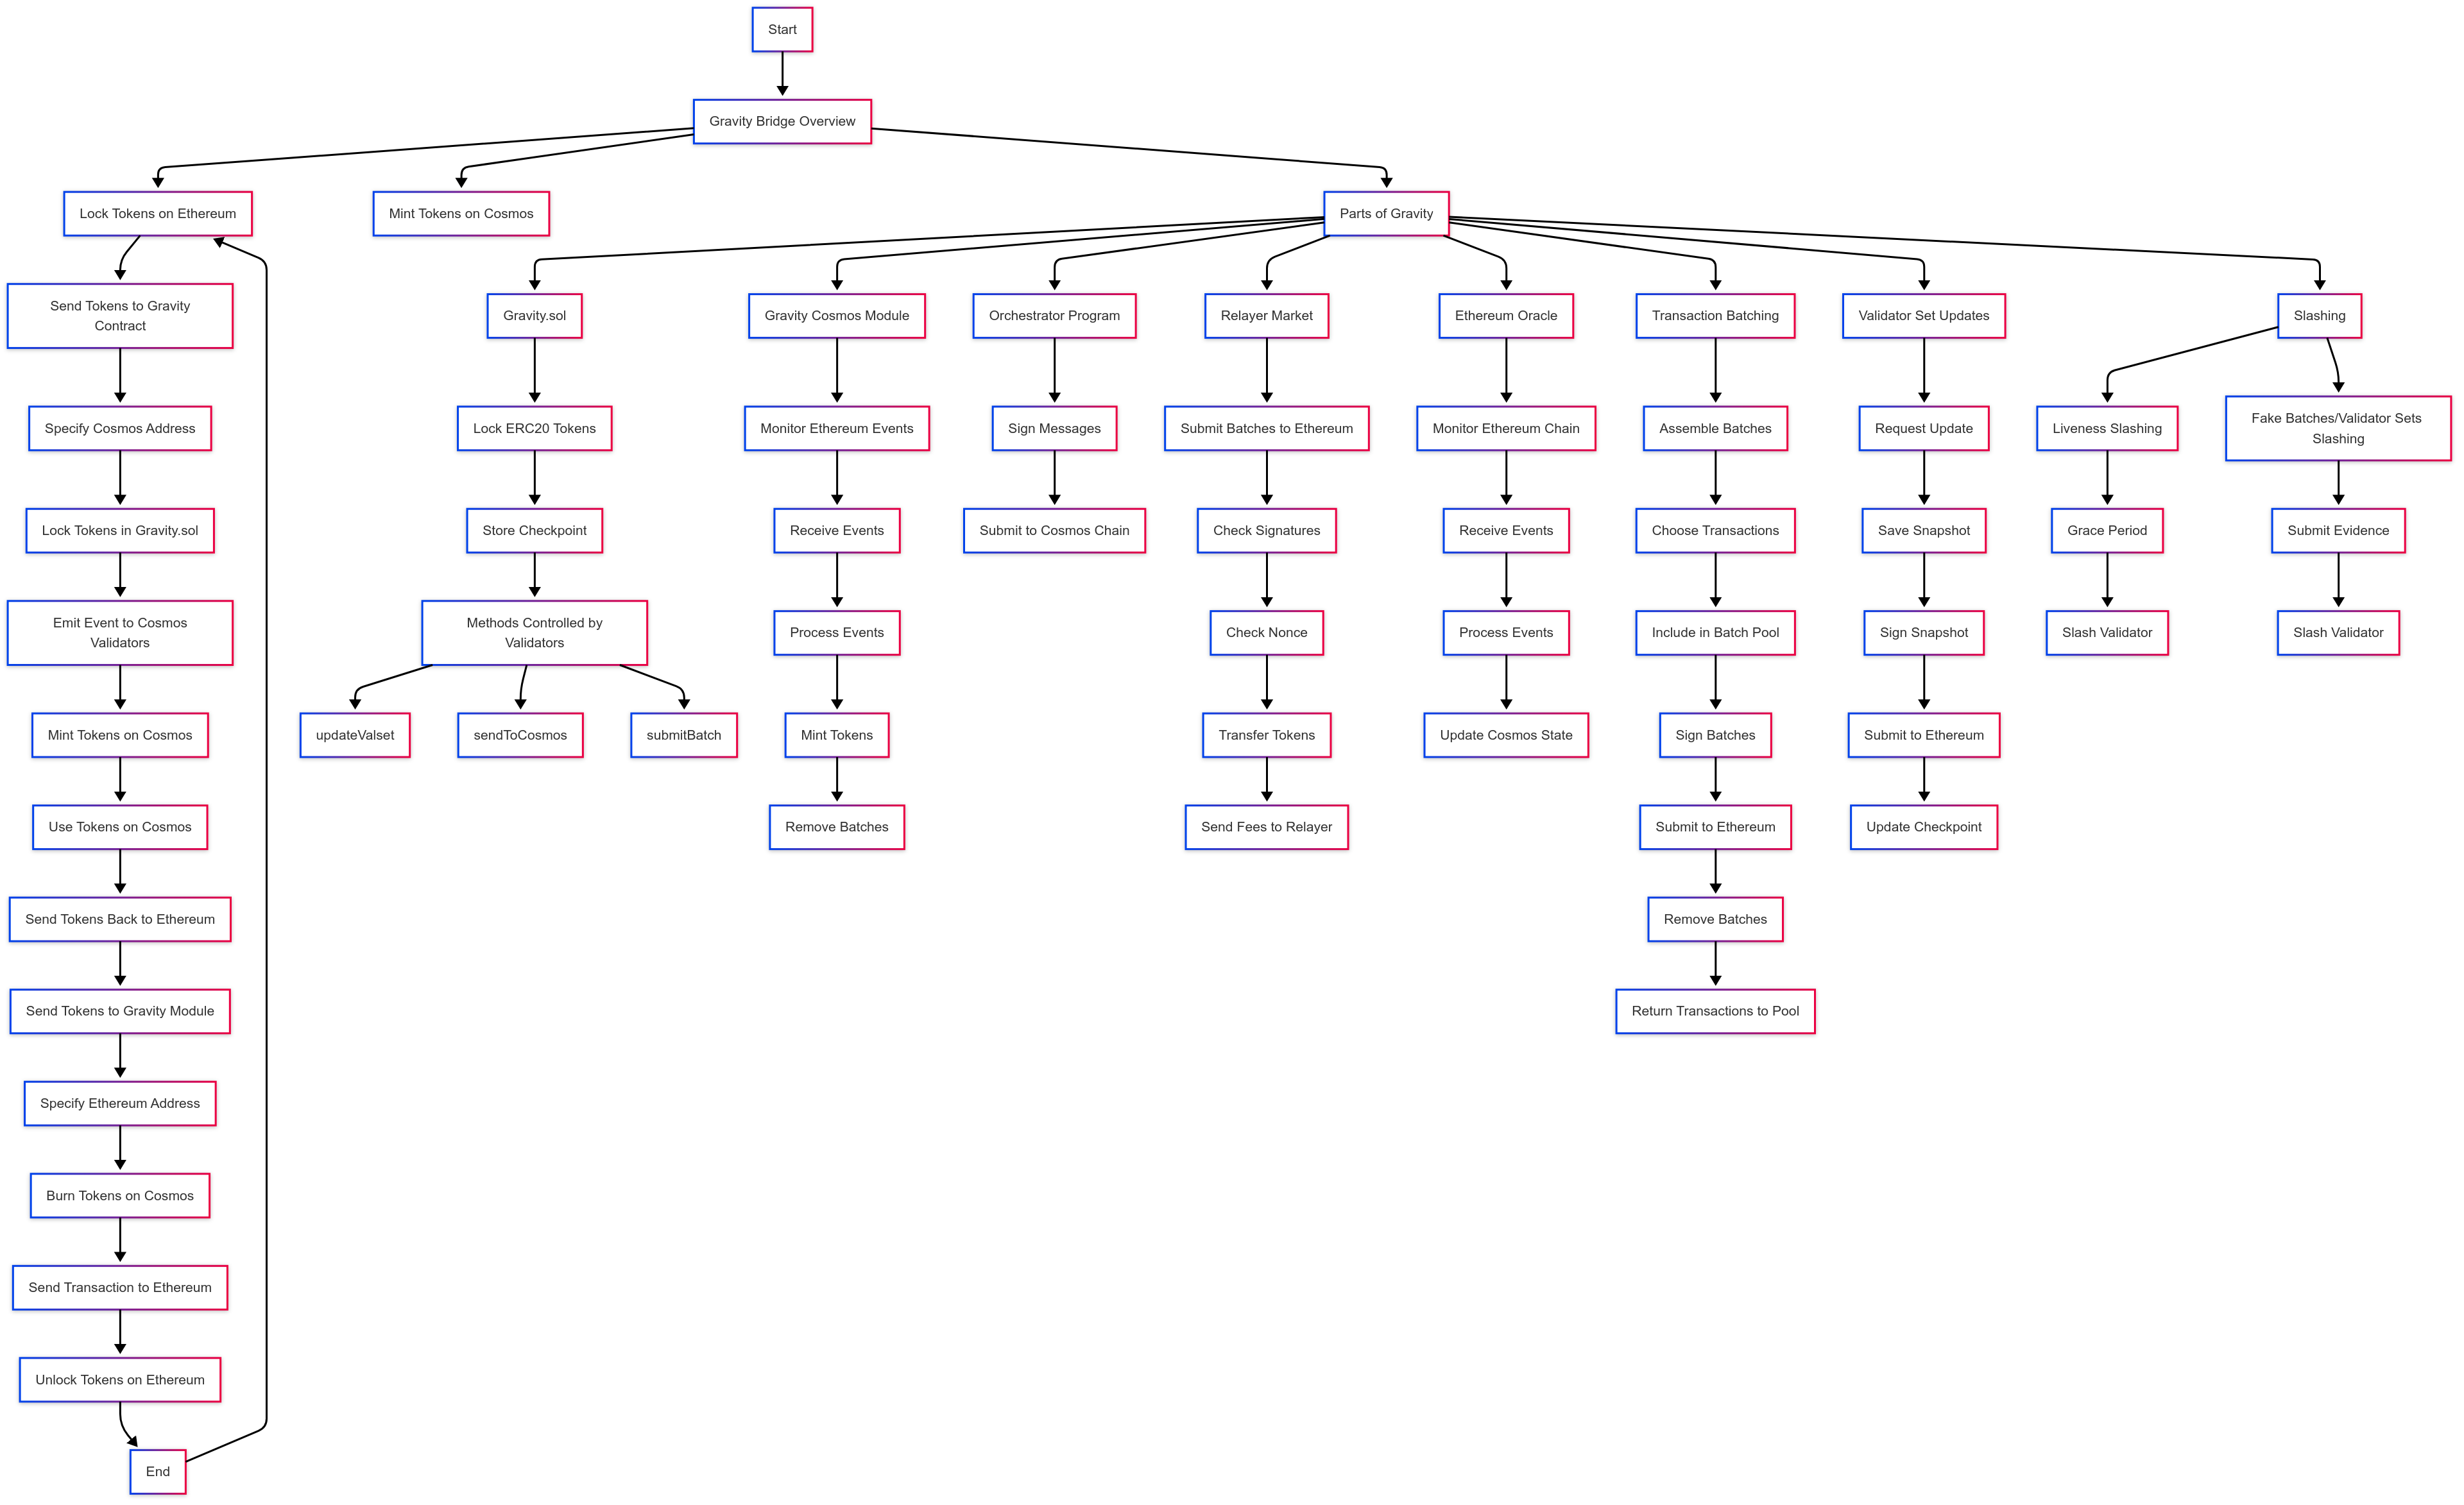 Start
Gravity Bridge Overview
Lock Tokens on Ethereum
Mint Tokens on Cosmos
Parts of Gravity
Send Tokens to Gravity
Contract
Gravity.sol
Gravity Cosmos Module
Orchestrator Program
Relayer Market
Ethereum Oracle
Transaction Batching
Validator Set Updates
Slashing
Specify Cosmos Address
Lock ERC20 Tokens
Monitor Ethereum Events
Sign Messages
Submit Batches to Ethereum
Monitor Ethereum Chain
Assemble Batches
Request Update
Liveness Slashing
Fake Batches/Validator Sets
Slashing
Lock Tokens in Gravity.sol
Store Checkpoint
Receive Events
Submit to Cosmos Chain
Check Signatures
Receive Events
Choose Transactions
Save Snapshot
Grace Period
Submit Evidence
Emit Event to Cosmos
Validators
Methods Controlled by
Validators
Process Events
Check Nonce
Process Events
Include in Batch Pool
Sign Snapshot
Slash Validator
Slash Validator
Mint Tokens on Cosmos
updateValset
sendToCosmos
submitBatch
Mint Tokens
Transfer Tokens
Update Cosmos State
Sign Batches
Submit to Ethereum
Use Tokens on Cosmos
Remove Batches
Send Fees to Relayer
Submit to Ethereum
Update Checkpoint
Send Tokens Back to Ethereum
Remove Batches
Send Tokens to Gravity Module
Return Transactions to Pool
Specify Ethereum Address
Burn Tokens on Cosmos
Send Transaction to Ethereum
Unlock Tokens on Ethereum
End